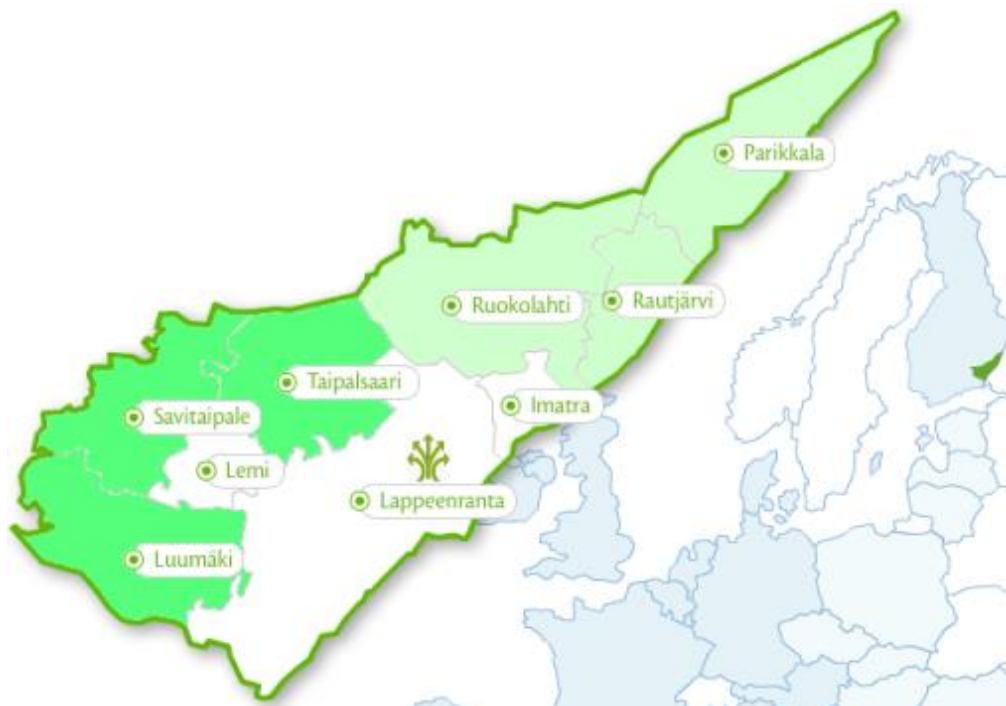 Parikkala
Ruokolahti
Rautjärvi
Taipalsaari
Imatra
Savitaipale
Lemi
Lappeenranta
Luumäki